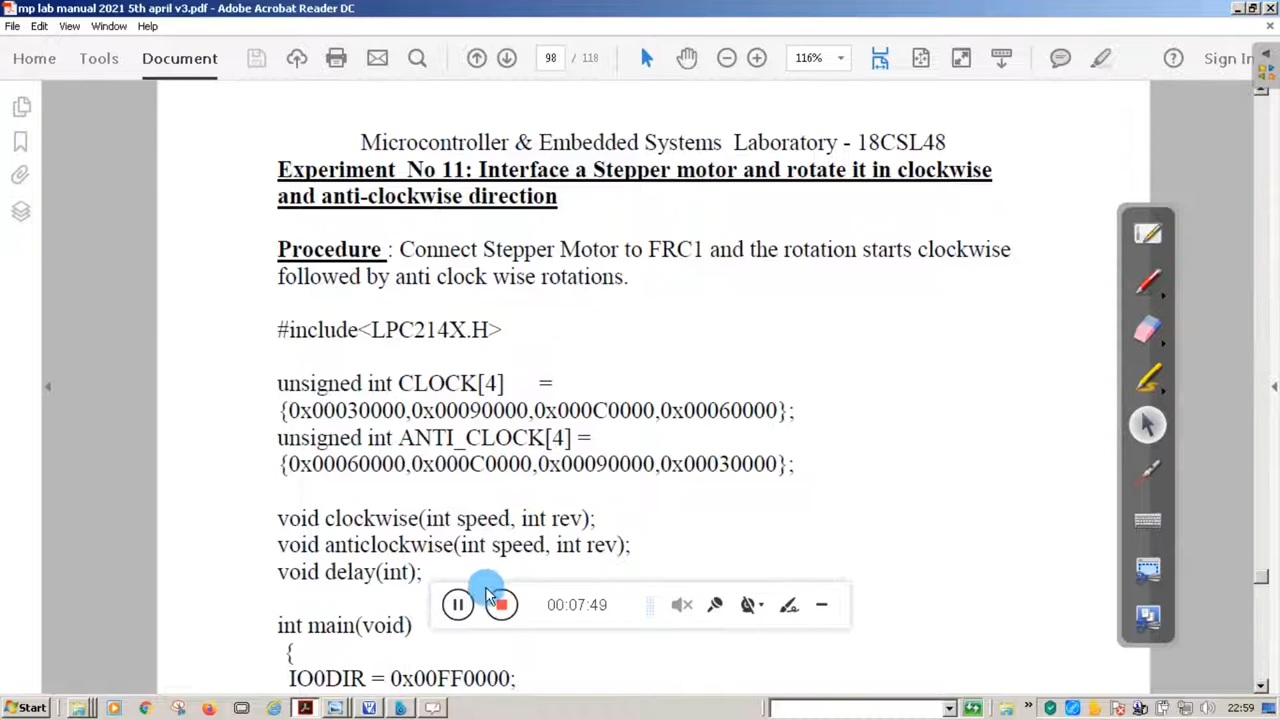 mp lab manual 2021 5th april v3.pdf - Adobe Acrobat Reader DC
File Edit View Window Help
Home Tools Document 98 / 118 116% Sign In
Microcontroller & Embedded Systems Laboratory - 18CSL48
Experiment No 11: Interface a Stepper motor and rotate it in clockwise
and anti-clockwise direction
Procedure : Connect Stepper Motor to FRC1 and the rotation starts clockwise
followed by anti clock wise rotations.
#include<LPC214X.H>
unsigned int CLOCK[4] =
{0x00030000,0x00090000,0x000C0000,0x00060000};
unsigned int ANTI_CLOCK[4] =
{0x00060000,0x000C0000,0x00090000,0x00030000};
void clockwise(int speed, int rev);
void anticlockwise(int speed, int rev);
void delay(int);
00:07:49
int main(void)
{
IO0DIR = 0x00FF0000;
Start 22:59